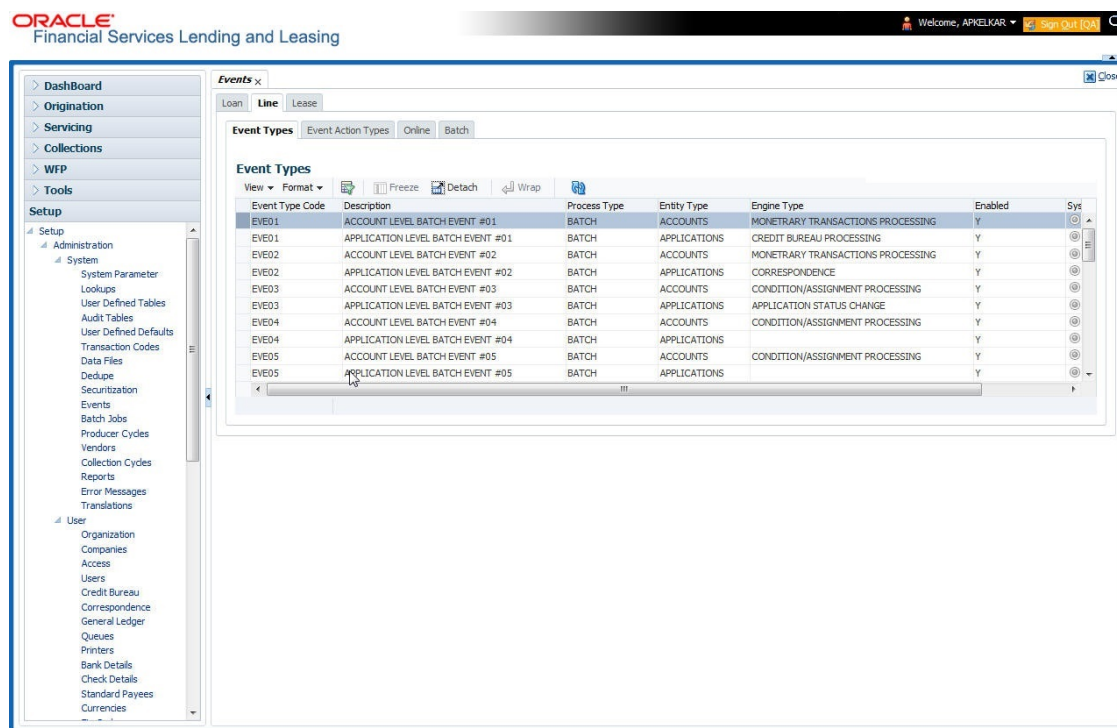 ORACLE
Financial Services Lending and Leasing
Welcome, APKELKAR
Sign Out [QA]
DashBoard
Origination
Servicing
Collections
WFP
Tools
Setup
Setup
Administration
System
System Parameter
Lookups
User Defined Tables
Audit Tables
User Defined Defaults
Transaction Codes
Data Files
Dedupe
Securitization
Events
Batch Jobs
Producer Cycles
Vendors
Collection Cycles
Reports
Error Messages
Translations
User
Organization
Companies
Access
Users
Credit Bureau
Correspondence
General Ledger
Queues
Printers
Bank Details
Check Details
Standard Payees
Currencies
Events
Close
Loan Line Lease
Event Types Event Action Types Online Batch
Event Types
View Format Freeze Detach Wrap
Event Type Code Description Process Type Entity Type Engine Type Enabled Sys
EVE01 ACCOUNT LEVEL BATCH EVENT #01 BATCH ACCOUNTS MONETRARY TRANSACTIONS PROCESSING Y
EVE01 APPLICATION LEVEL BATCH EVENT #01 BATCH APPLICATIONS CREDIT BUREAU PROCESSING Y
EVE02 ACCOUNT LEVEL BATCH EVENT #02 BATCH ACCOUNTS MONETRARY TRANSACTIONS PROCESSING Y
EVE02 APPLICATION LEVEL BATCH EVENT #02 BATCH APPLICATIONS CORRESPONDENCE Y
EVE03 ACCOUNT LEVEL BATCH EVENT #03 BATCH ACCOUNTS CONDITION/ASSIGNMENT PROCESSING Y
EVE03 APPLICATION LEVEL BATCH EVENT #03 BATCH APPLICATIONS APPLICATION STATUS CHANGE Y
EVE04 ACCOUNT LEVEL BATCH EVENT #04 BATCH ACCOUNTS CONDITION/ASSIGNMENT PROCESSING Y
EVE04 APPLICATION LEVEL BATCH EVENT #04 BATCH APPLICATIONS Y
EVE05 ACCOUNT LEVEL BATCH EVENT #05 BATCH ACCOUNTS CONDITION/ASSIGNMENT PROCESSING Y
EVE05 APPLICATION LEVEL BATCH EVENT #05 BATCH APPLICATIONS Y